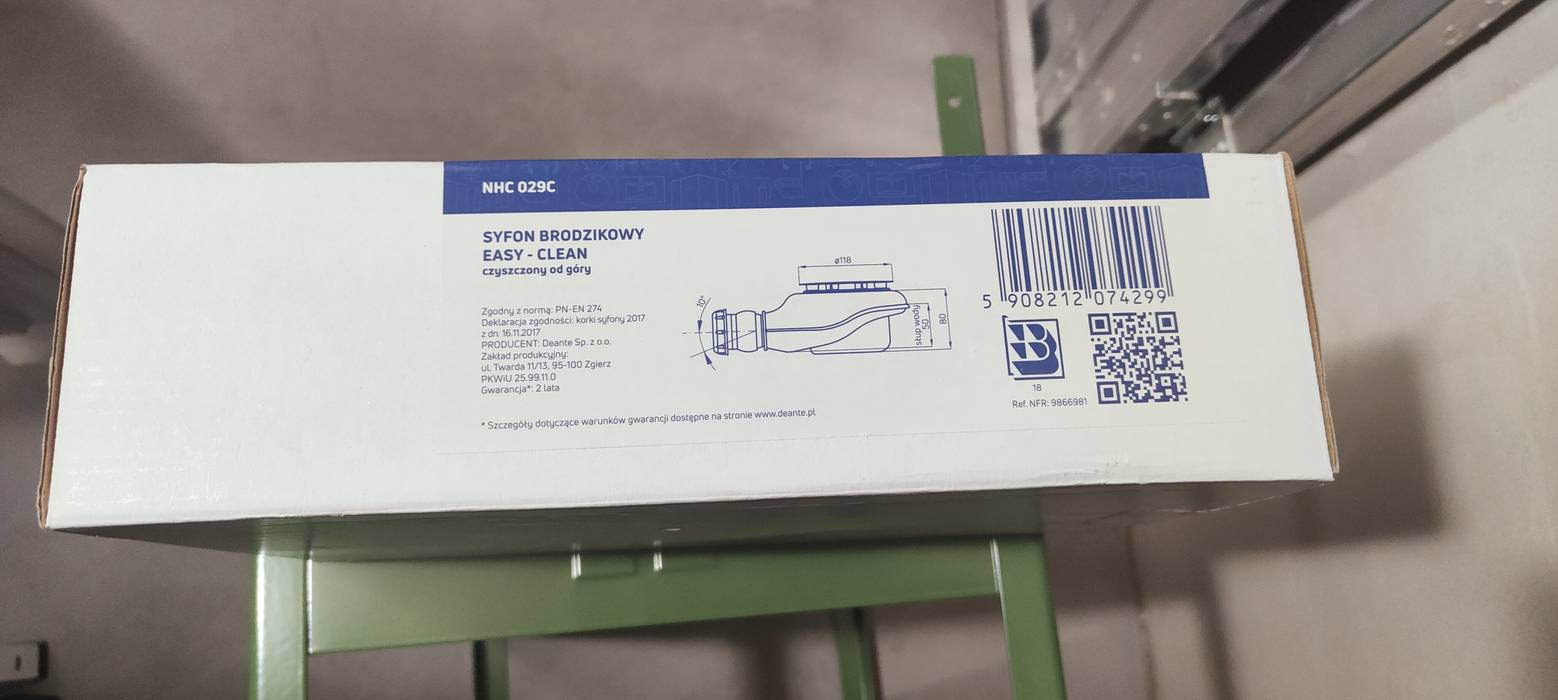 NHC 029C
SYFON BRODZIKOWY
EASY - CLEAN
czyszczony od góry
Zgodny z normą: PN-EN 274
Deklaracja zgodności: korki syfony 2017
z dn. 16.11.2017
PRODUCENT: Deante Sp. z o.o.
Zakład produkcyjny:
ul. Twarda 11/13, 95-100 Zgierz
PKWiU 25.99.11.0
Gwarancja*: 2 lata
* Szczegóły dotyczące warunków gwarancji dostępne na stronie www.deante.pl
ø118
10°
słup wody
50
80
5 908212 074299
B
18
Ref. NFR: 9866981